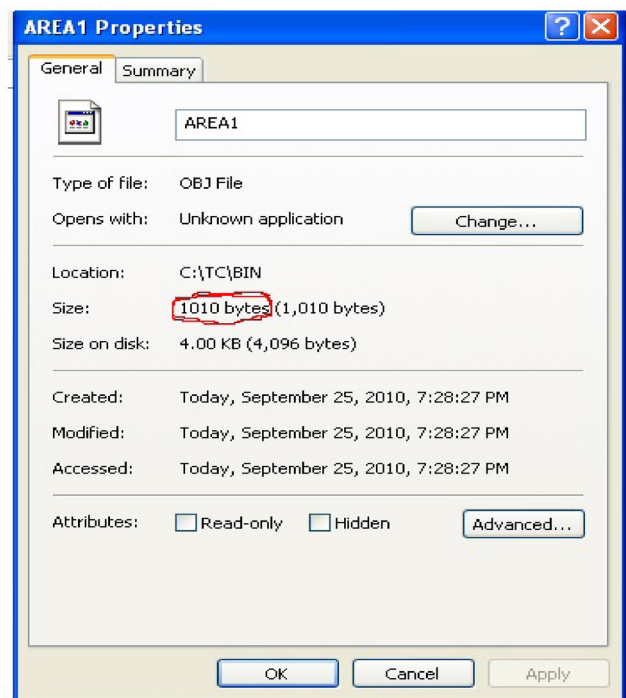 AREA1 Properties
General Summary
AREA1
Type of file: OBJ File
Opens with: Unknown application Change...
Location: C:\TC\BIN
Size: 1010 bytes (1,010 bytes)
Size on disk: 4.00 KB (4,096 bytes)
Created: Today, September 25, 2010, 7:28:27 PM
Modified: Today, September 25, 2010, 7:28:27 PM
Accessed: Today, September 25, 2010, 7:28:27 PM
Attributes: Read-only Hidden Advanced...
OK Cancel Apply